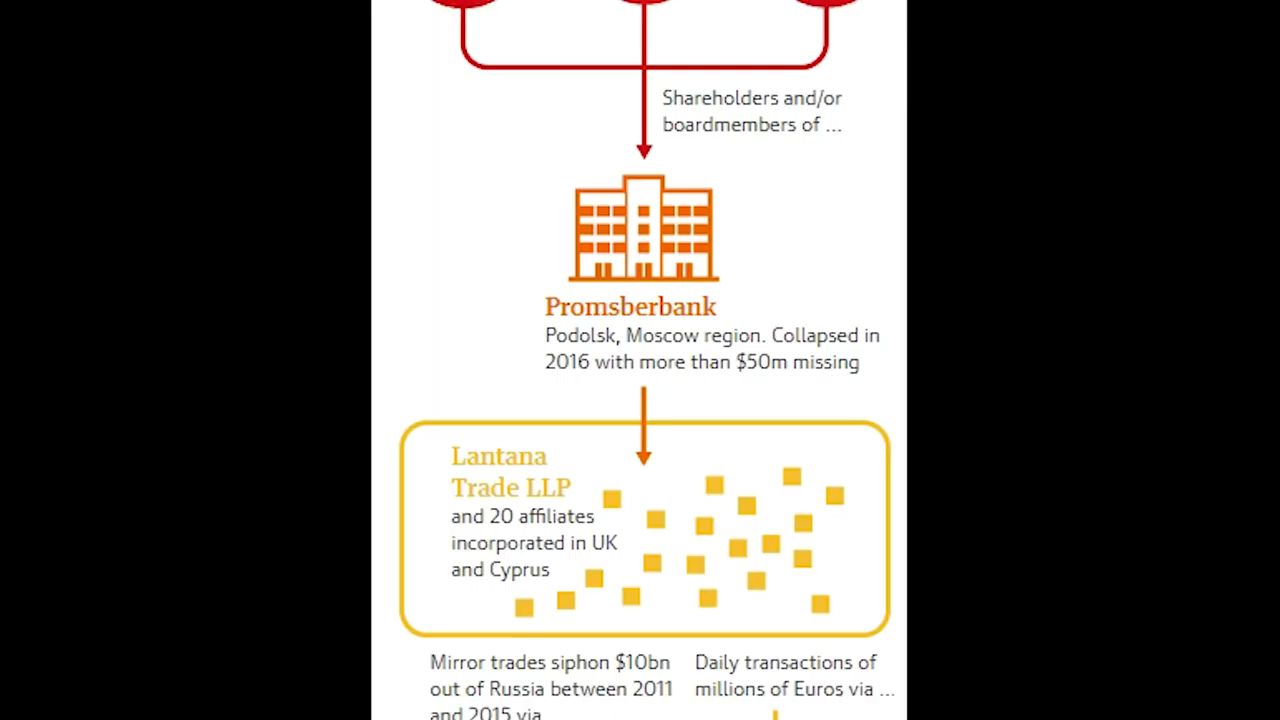 Shareholders and/or
boardmembers of ...
Promsberbank
Podolsk, Moscow region. Collapsed in
2016 with more than $50m missing
Lantana
Trade LLP
and 20 affiliates
incorporated in UK
and Cyprus
Mirror trades siphon $10bn
out of Russia between 2011
and 2015 via
Daily transactions of
millions of Euros via ...